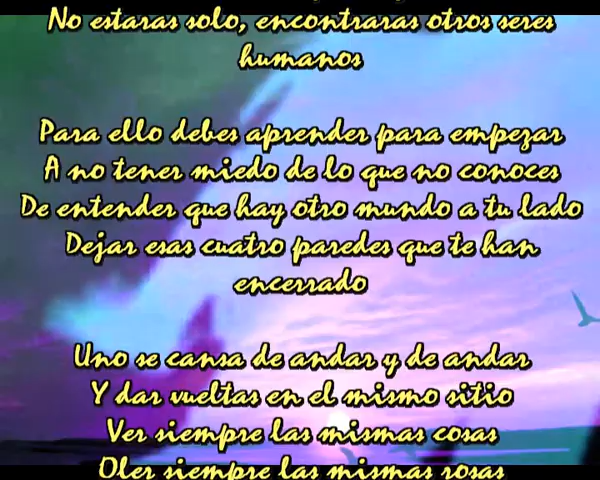 No estaras solo, encontraras otros seres
humanos
Para ello debes aprender para empezar
A no tener miedo de lo que no conoces
De entender que hay otro mundo a tu lado
Dejar esas cuatro paredes que te han
encerrado
Uno se cansa de andar y de andar
Y dar vueltas en el mismo sitio
Ver siempre las mismas cosas
Oler siempre las mismas rosas